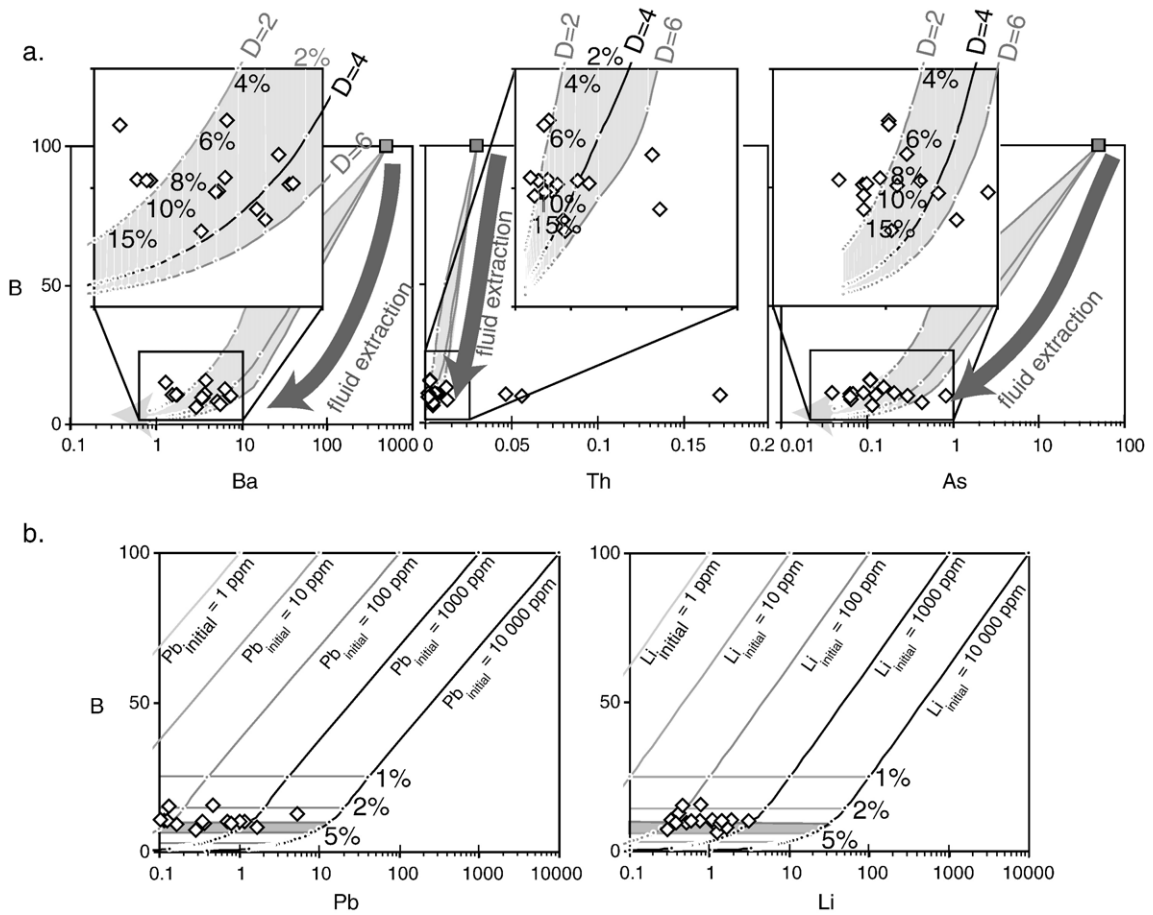 a.
D=2
2%
4%
D=4
6%
D=6
8%
10%
15%
D=2
2%
D=4
D=6
4%
6%
10%
15%
D=2
D=4
D=6
4%
6%
8%
10%
15%
100
50
0
B
fluid extraction
fluid extraction
fluid extraction
0.1 1 10 100 1000
0 0.05 0.1 0.15 0.2
0.01 0.1 1 10 100
Ba
Th
As
b.
100
50
0
B
Pb initial = 1 ppm
Pb initial = 10 ppm
Pb initial = 100 ppm
Pb initial = 1000 ppm
Pb initial = 10 000 ppm
1%
2%
5%
0.1 1 10 100 1000 10000
Pb
100
50
0
Li initial = 1 ppm
Li initial = 10 ppm
Li initial = 100 ppm
Li initial = 1000 ppm
Li initial = 10 000 ppm
1%
2%
5%
0.1 1 10 100 1000 10000
Li